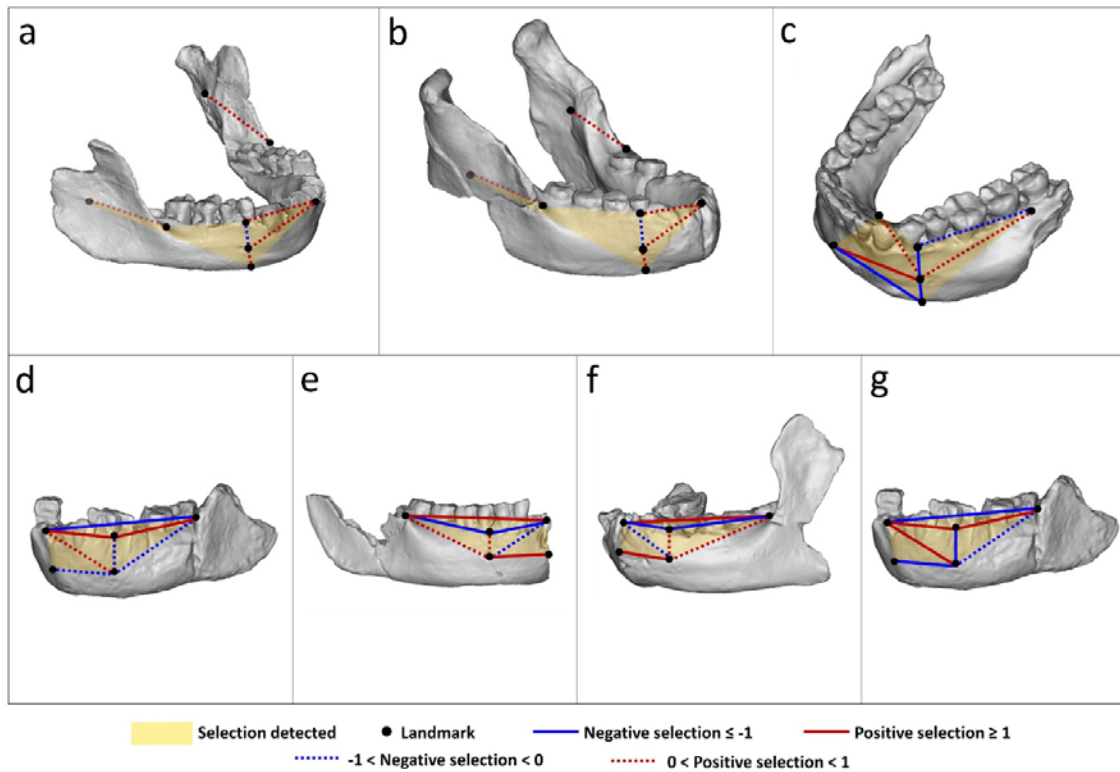 a
b
c
d
e
f
g
Selection detected
Landmark
Negative selection ≤ -1
Positive selection ≥ 1
-1 < Negative selection < 0
0 < Positive selection < 1